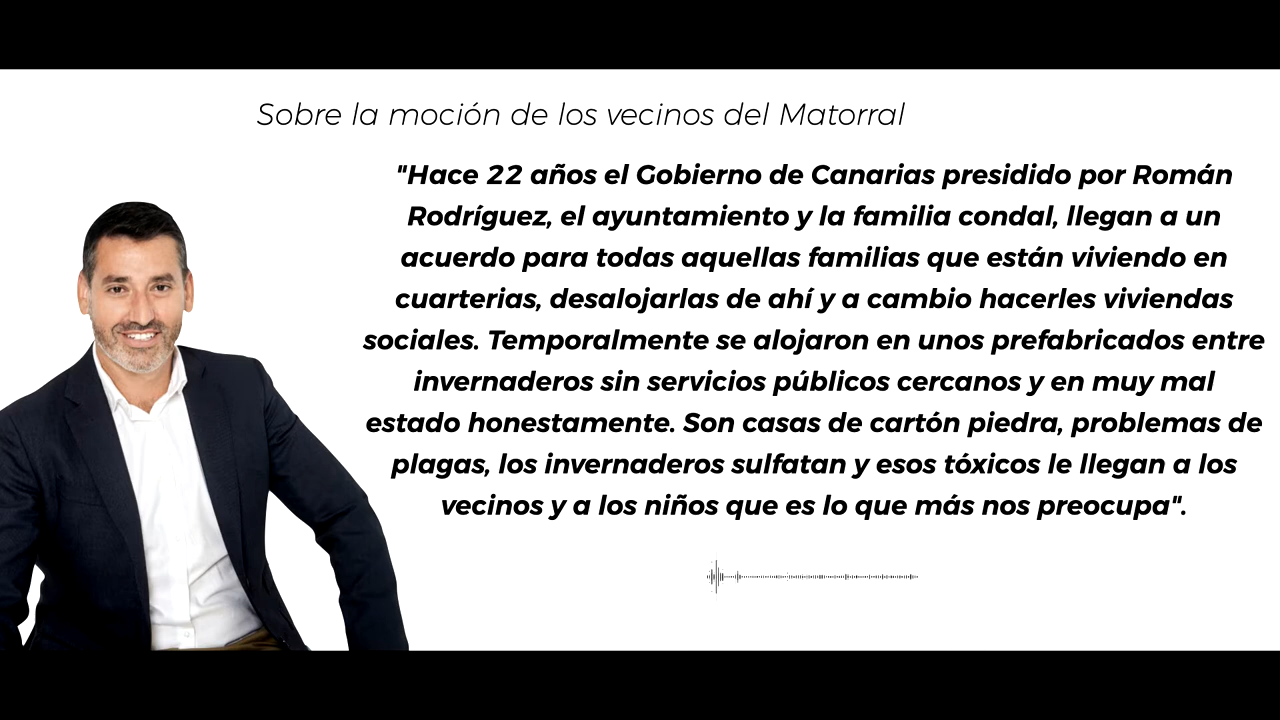 Sobre la moción de los vecinos del Matorral
"Hace 22 años el Gobierno de Canarias presidido por Román
Rodríguez, el ayuntamiento y la familia condal, llegan a un
acuerdo para todas aquellas familias que están viviendo en
cuarterias, desalojarlas de ahí y a cambio hacerles viviendas
sociales. Temporalmente se alojaron en unos prefabricados entre
invernaderos sin servicios públicos cercanos y en muy mal
estado honestamente. Son casas de cartón piedra, problemas de
plagas, los invernaderos sulfatan y esos tóxicos le llegan a los
vecinos y a los niños que es lo que más nos preocupa".